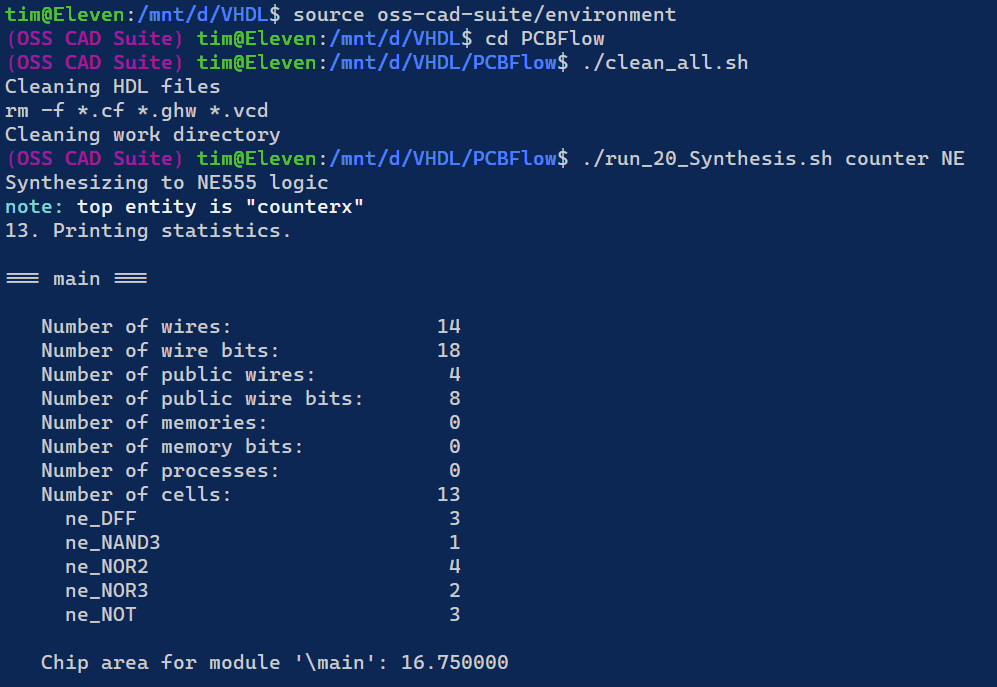 tim@Eleven:/mnt/d/VHDL$ source oss-cad-suite/environment
(OSS CAD Suite) tim@Eleven:/mnt/d/VHDL$ cd PCBFlow
(OSS CAD Suite) tim@Eleven:/mnt/d/VHDL/PCBFlow$ ./clean_all.sh
Cleaning HDL files
rm -f *.cf *.ghw *.vcd
Cleaning work directory
(OSS CAD Suite) tim@Eleven:/mnt/d/VHDL/PCBFlow$ ./run_20_Synthesis.sh counter NE
Synthesizing to NE555 logic
note: top entity is "counterx"
13. Printing statistics.
=== main ===
Number of wires: 14
Number of wire bits: 18
Number of public wires: 4
Number of public wire bits: 8
Number of memories: 0
Number of memory bits: 0
Number of processes: 0
Number of cells: 13
ne_DFF 3
ne_NAND3 1
ne_NOR2 4
ne_NOR3 2
ne_NOT 3
Chip area for module '\main': 16.750000